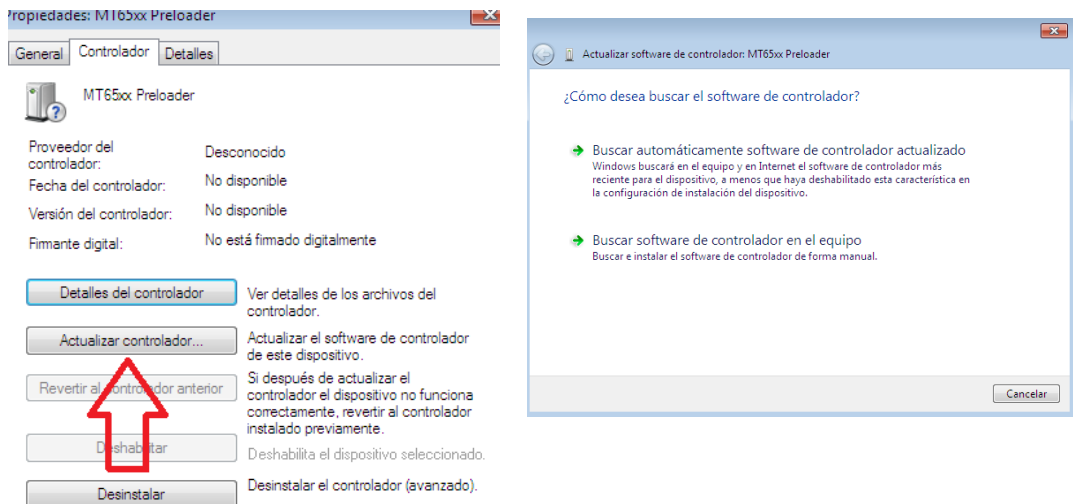 Propiedades: MT65xx Preloader
General Controlador Detalles
MT65xx Preloader
Proveedor del
controlador:
Desconocido
Fecha del controlador:
No disponible
Versión del controlador:
No disponible
Firmante digital:
No está firmado digitalmente
Detalles del controlador
Ver detalles de los archivos del
controlador.
Actualizar controlador...
Actualizar el software de controlador
de este dispositivo.
Revertir al controlador anterior
Si después de actualizar el
controlador el dispositivo no funciona
correctamente, revertir al controlador
instalado previamente.
Deshabilitar
Deshabilita el dispositivo seleccionado.
Desinstalar
Desinstalar el controlador (avanzado).
Actualizar software de controlador: MT65xx Preloader
¿Cómo desea buscar el software de controlador?
Buscar automáticamente software de controlador actualizado
Windows buscará en el equipo y en Internet el software de controlador más
reciente para el dispositivo, a menos que haya deshabilitado esta característica en
la configuración de instalación del dispositivo.
Buscar software de controlador en el equipo
Buscar e instalar el software de controlador de forma manual.
Cancelar